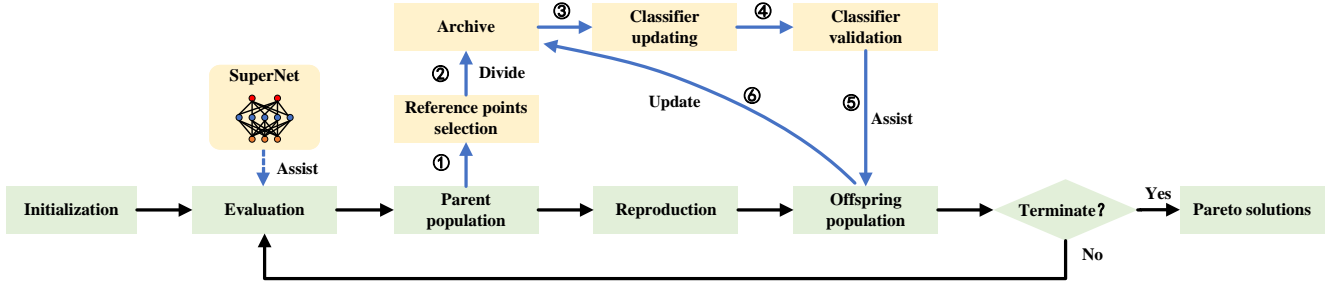 Archive
③
Classifier
updating
④
Classifier
validation
SuperNet
②
Divide
Reference points
selection
Update
⑥
⑤
Assist
Assist
①
Initialization
Evaluation
Parent
population
Reproduction
Offspring
population
Terminate?
Yes
Pareto solutions
No